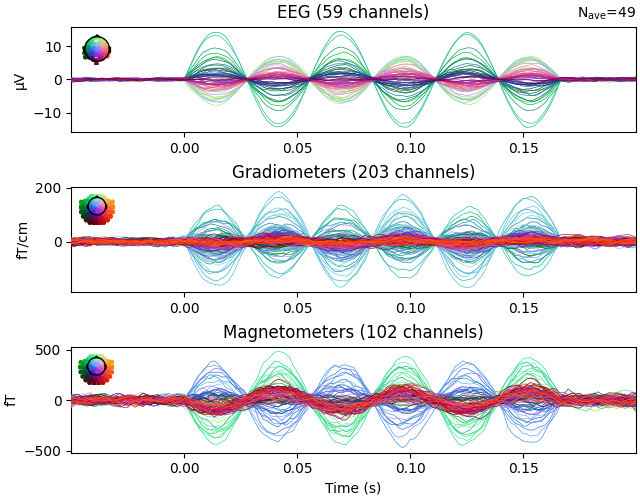 EEG (59 channels)
Nave=49
10
0
−10
µV
0.00 0.05 0.10 0.15
Gradiometers (203 channels)
200
0
fT/cm
0.00 0.05 0.10 0.15
Magnetometers (102 channels)
500
0
−500
fT
0.00 0.05 0.10 0.15
Time (s)